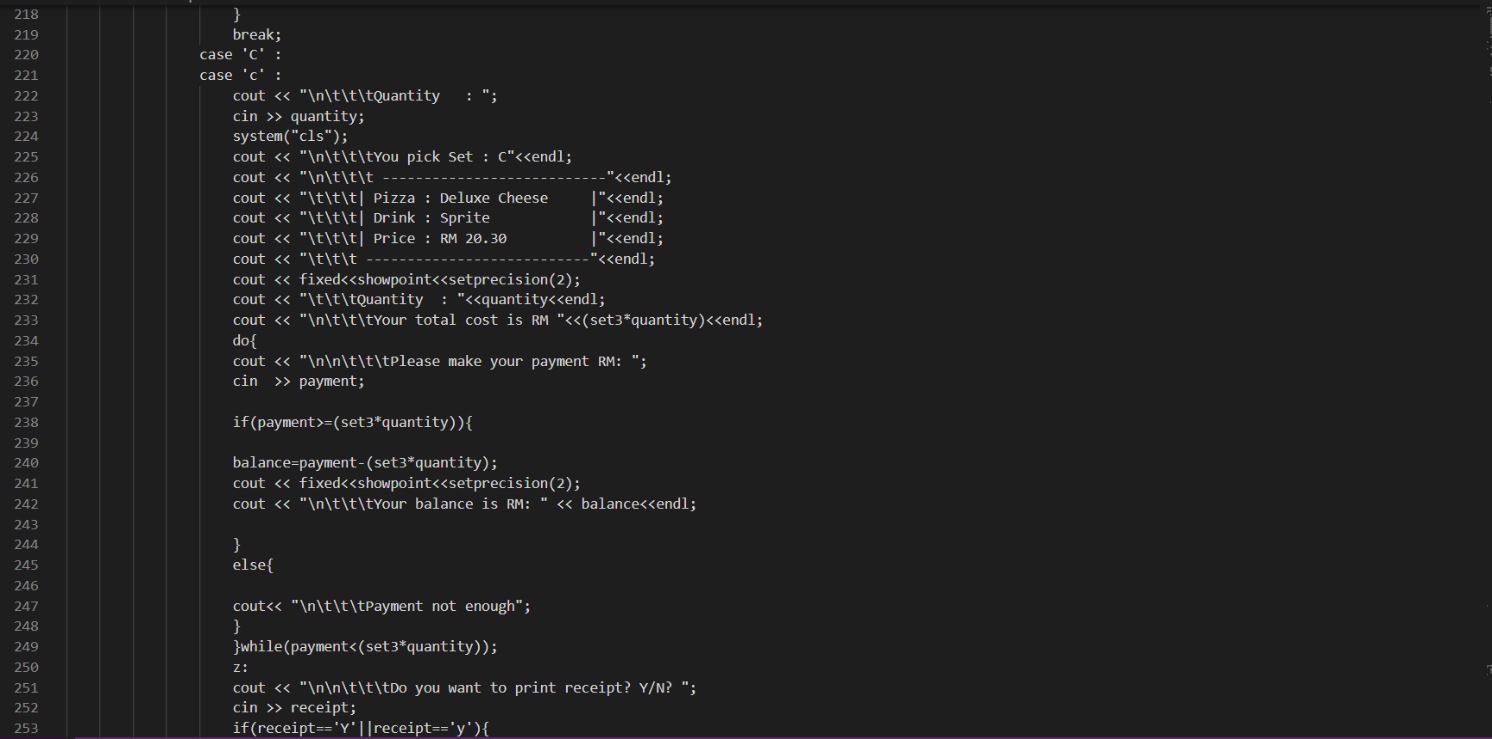 218 }
219 break;
220 case 'C' :
221 case 'c' :
222 cout << "\n\t\t\tQuantity   : ";
223 cin >> quantity;
224 system("cls");
225 cout << "\n\t\t\tYou pick Set : C"<<endl;
226 cout << "\n\t\t\t ---------------------------"<<endl;
227 cout << "\t\t\t| Pizza : Deluxe Cheese     |"<<endl;
228 cout << "\t\t\t| Drink : Sprite            |"<<endl;
229 cout << "\t\t\t| Price : RM 20.30          |"<<endl;
230 cout << "\t\t\t ---------------------------"<<endl;
231 cout << fixed<<showpoint<<setprecision(2);
232 cout << "\t\t\tQuantity  : "<<quantity<<endl;
233 cout << "\n\t\t\tYour total cost is RM "<<(set3*quantity)<<endl;
234 do{
235 cout << "\n\n\t\t\tPlease make your payment RM: ";
236 cin  >> payment;
237
238 if(payment>=(set3*quantity)){
239
240 balance=payment-(set3*quantity);
241 cout << fixed<<showpoint<<setprecision(2);
242 cout << "\n\t\t\tYour balance is RM: " << balance<<endl;
243
244 }
245 else{
246
247 cout<< "\n\t\t\tPayment not enough";
248 }
249 }while(payment<(set3*quantity));
250 z:
251 cout << "\n\n\t\t\tDo you want to print receipt? Y/N? ";
252 cin >> receipt;
253 if(receipt=='Y'||receipt=='y'){